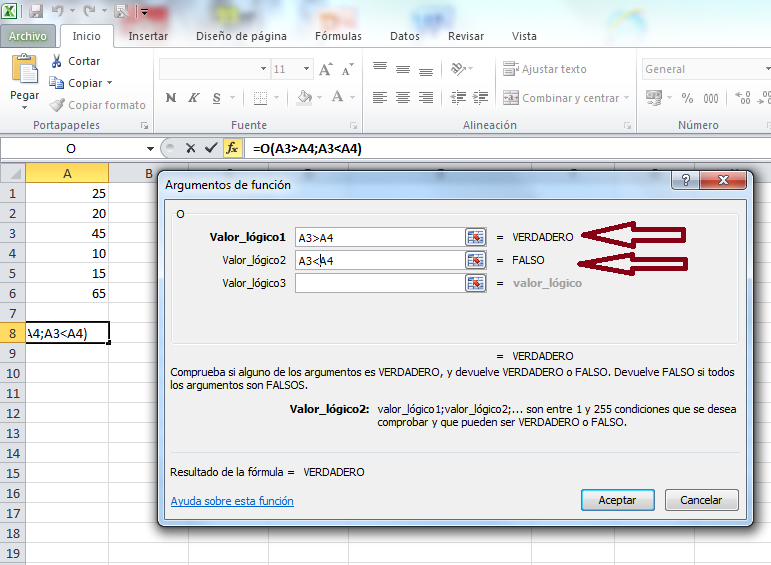 Archivo Inicio Insertar Diseño de página Fórmulas Datos Revisar Vista
Pegar
Cortar
Copiar
Copiar formato
Portapapeles
11 A A
N K S A
Fuente
Ajustar texto
Combinar y centrar
Alineación
General
% 000
Número
O fx =O(A3>A4;A3<A4)
A B
1 25
2 20
3 45
4 10
5 15
6 65
7
8 A4;A3<A4)
9
10
11
12
13
14
15
16
17
18
19
Argumentos de función ?
O
Valor_lógico1 A3>A4 = VERDADERO
Valor_lógico2 A3<A4 = FALSO
Valor_lógico3 = valor_lógico
= VERDADERO
Comprueba si alguno de los argumentos es VERDADERO, y devuelve VERDADERO o FALSO. Devuelve FALSO si todos
los argumentos son FALSOS.
Valor_lógico2: valor_lógico1;valor_lógico2;... son entre 1 y 255 condiciones que se desea
comprobar y que pueden ser VERDADERO o FALSO.
Resultado de la fórmula = VERDADERO
Ayuda sobre esta función
Aceptar Cancelar